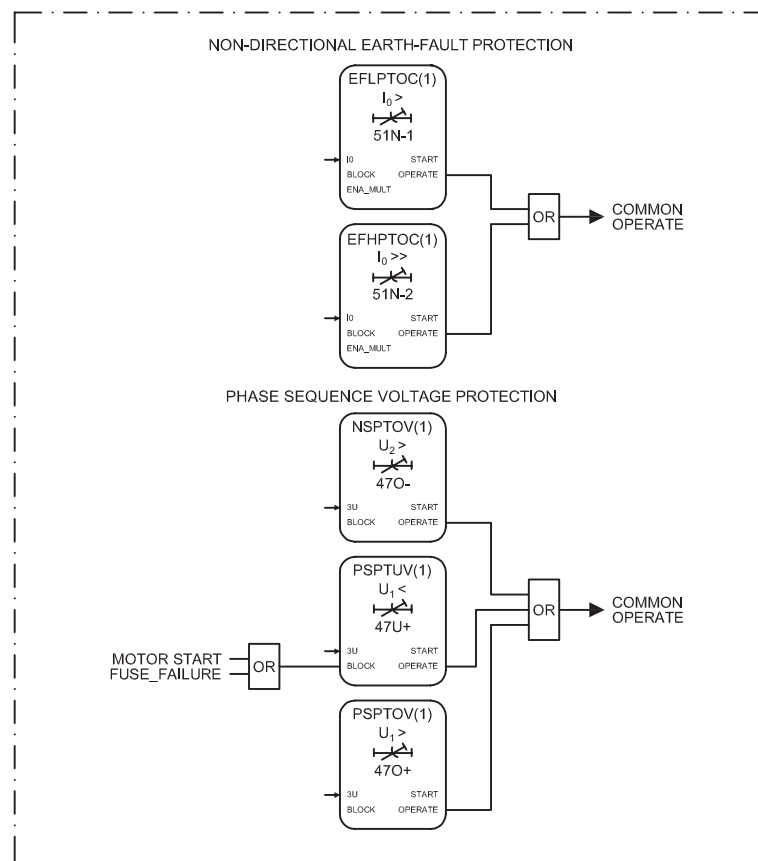 NON-DIRECTIONAL EARTH-FAULT PROTECTION
EFLPTOC(1)
I₀ >
51N-1
I0 START
BLOCK OPERATE
ENA_MULT
OR
COMMON
OPERATE
EFHPTOC(1)
I₀ >>
51N-2
I0 START
BLOCK OPERATE
ENA_MULT
PHASE SEQUENCE VOLTAGE PROTECTION
NSPTOV(1)
U₂ >
47O-
3U START
BLOCK OPERATE
PSPTUV(1)
U₁ <
47U+
3U START
BLOCK OPERATE
MOTOR START
FUSE_FAILURE
OR
OR
COMMON
OPERATE
PSPTOV(1)
U₁ >
47O+
3U START
BLOCK OPERATE